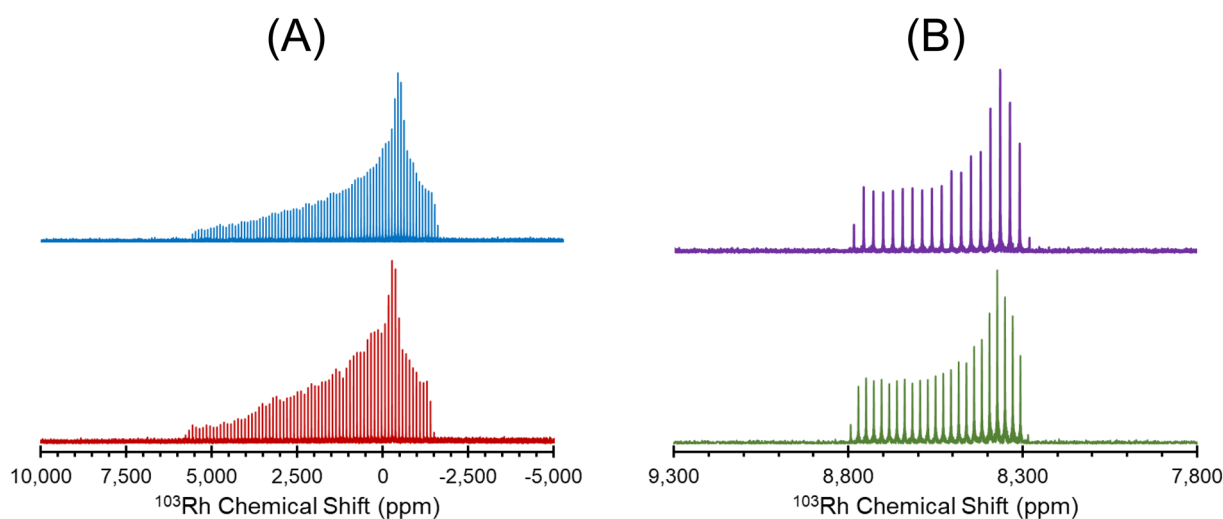 (A)
10,000 7,500 5,000 2,500 0 -2,500 -5,000
¹⁰³Rh Chemical Shift (ppm)
(B)
9,300 8,800 8,300 7,800
¹⁰³Rh Chemical Shift (ppm)